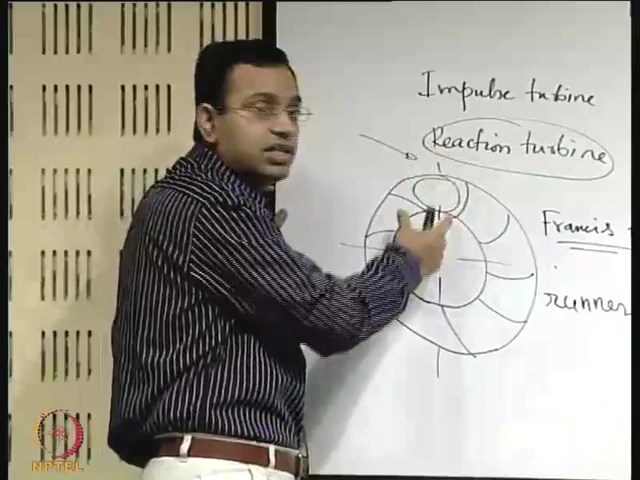 Impulse turbine
Reaction turbine
Francis
runner
NPTEL